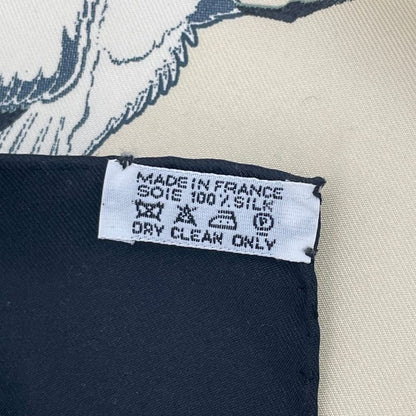 MADE IN FRANCE
SOIE 100% SILK
P
DRY CLEAN ONLY